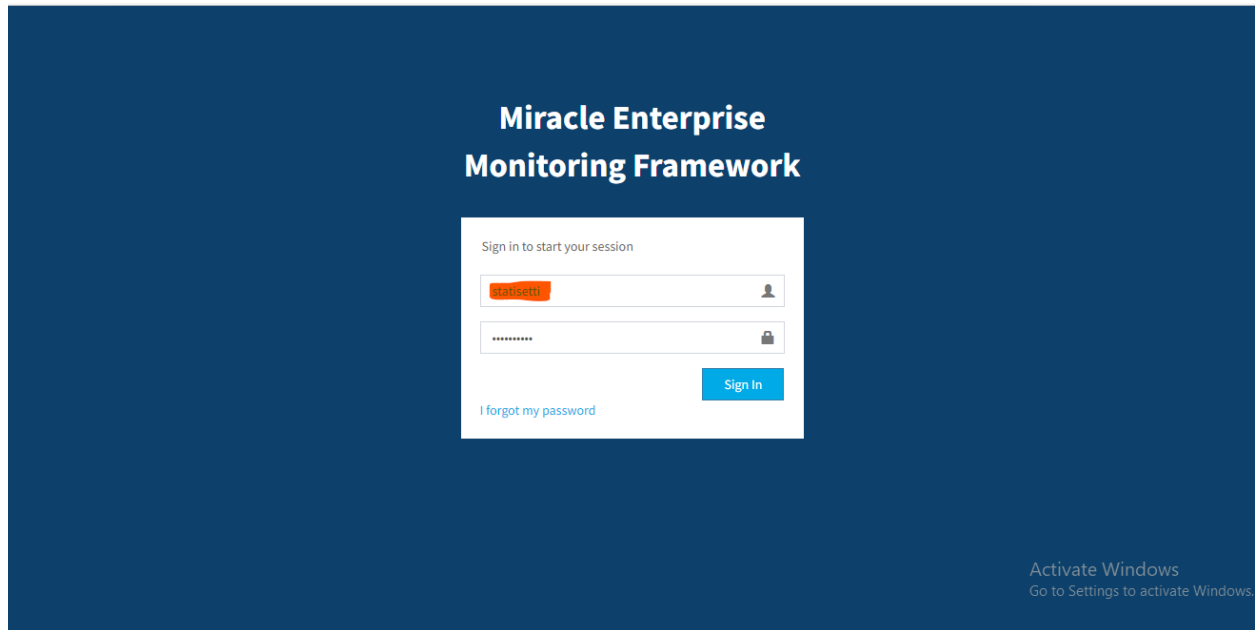 Miracle Enterprise
Monitoring Framework
Sign in to start your session
statisetti
••••••••••
Sign In
I forgot my password
Activate Windows
Go to Settings to activate Windows.